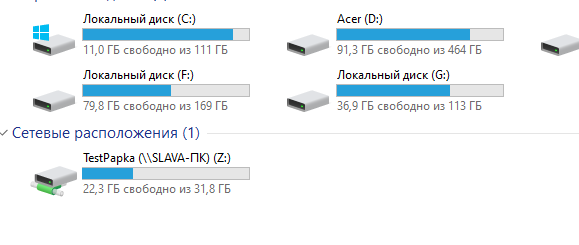 Локальный диск (C:)
11,0 ГБ свободно из 111 ГБ
Acer (D:)
91,3 ГБ свободно из 464 ГБ
Локальный диск (F:)
79,8 ГБ свободно из 169 ГБ
Локальный диск (G:)
36,9 ГБ свободно из 113 ГБ
Сетевые расположения (1)
TestPapka (\\SLAVA-ПК) (Z:)
22,3 ГБ свободно из 31,8 ГБ